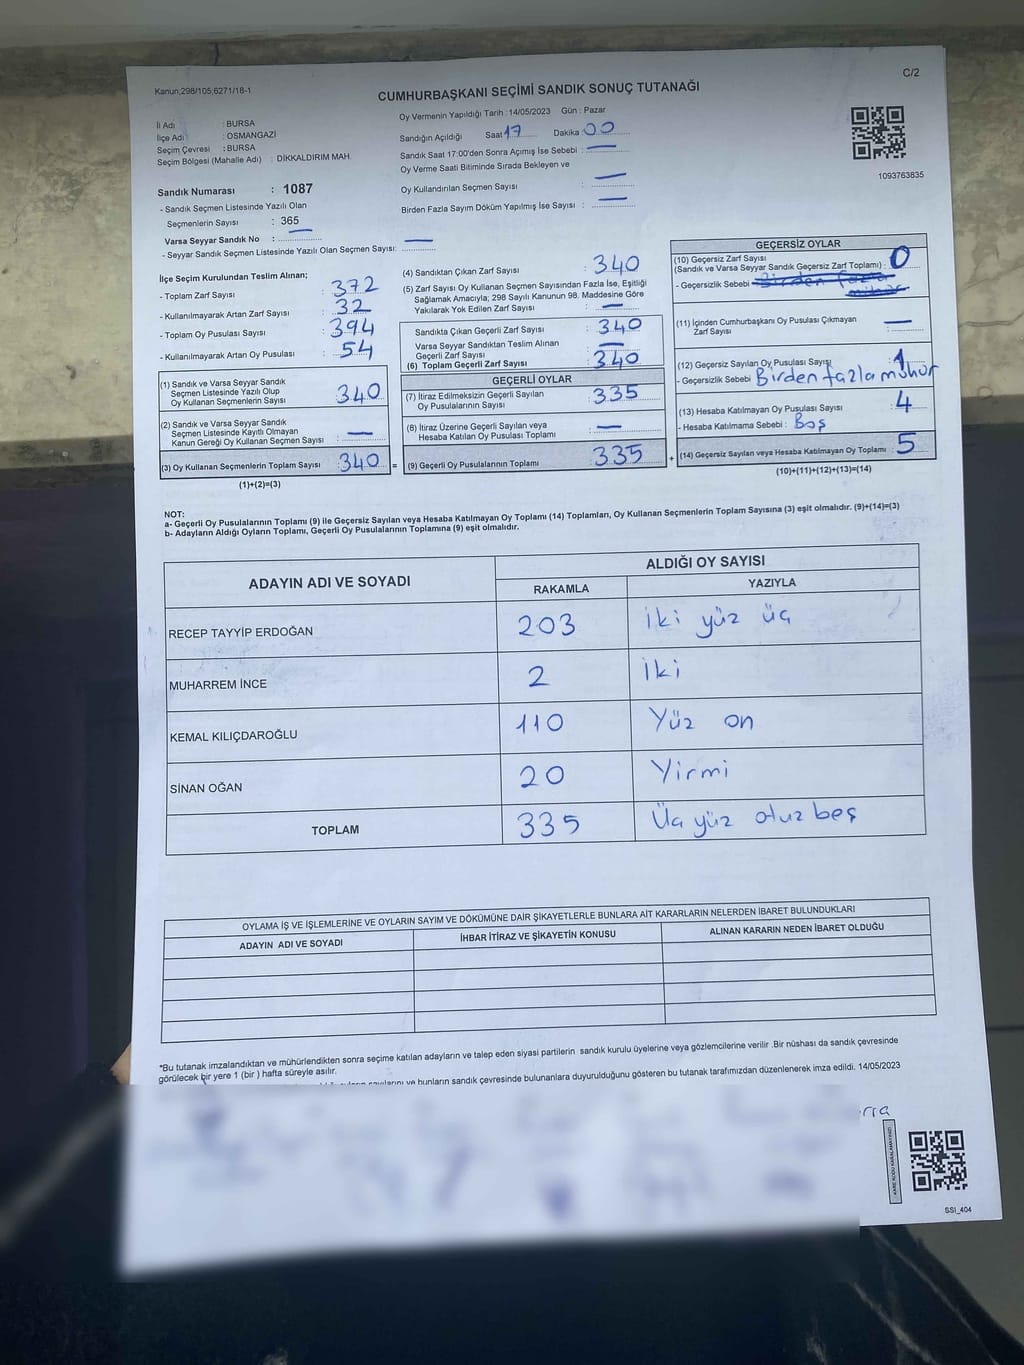 Kanun;298/105;6271/18-1
C/2
CUMHURBAŞKANI SEÇİMİ SANDIK SONUÇ TUTANAĞI
İli Adı : BURSA
İlçe Adı : OSMANGAZİ
Seçim Çevresi : BURSA
Seçim Bölgesi (Mahalle Adı) : DİKKALDIRIM MAH.
Oy Vermenin Yapıldığı Tarih : 14/05/2023 Gün : Pazar
Sandığın Açıldığı Saat 17 Dakika 00
Sandık Saat 17:00'den Sonra Açımış İse Sebebi : —
Oy Verme Saati Bitiminde Sırada Bekleyen ve
Oy Kullandırılan Seçmen Sayısı : —
Birden Fazla Sayım Döküm Yapılmış İse Sayısı : —
1093763835
Sandık Numarası : 1087
- Sandık Seçmen Listesinde Yazılı Olan
Seçmenlerin Sayısı : 365
Varsa Seyyar Sandık No : —
- Seyyar Sandık Seçmen Listesinde Yazılı Olan Seçmen Sayısı: —
İlçe Seçim Kurulundan Teslim Alınan;
- Toplam Zarf Sayısı : 372
- Kullanılmayarak Artan Zarf Sayısı : 32
- Toplam Oy Pusulası Sayısı : 394
- Kullanılmayarak Artan Oy Pusulası : 54
(1) Sandık ve Varsa Seyyar Sandık
Seçmen Listesinde Yazılı Olup
Oy Kullanan Seçmenlerin Sayısı : 340
(2) Sandık ve Varsa Seyyar Sandık
Seçmen Listesinde Kayıtlı Olmayan
Kanun Gereği Oy Kullanan Seçmen Sayısı : —
(3) Oy Kullanan Seçmenlerin Toplam Sayısı : 340 =
(1)+(2)=(3)
(4) Sandıktan Çıkan Zarf Sayısı : 340
(5) Zarf Sayısı Oy Kullanan Seçmen Sayısından Fazla İse, Eşitliği
Sağlamak Amacıyla; 298 Sayılı Kanunun 98. Maddesine Göre
Yakılarak Yok Edilen Zarf Sayısı : —
Sandıkta Çıkan Geçerli Zarf Sayısı : 340
Varsa Seyyar Sandıktan Teslim Alınan
Geçerli Zarf Sayısı : —
(6) Toplam Geçerli Zarf Sayısı : 340
GEÇERLİ OYLAR
(7) İtiraz Edilmeksizin Geçerli Sayılan
Oy Pusulalarının Sayısı : 335
(8) İtiraz Üzerine Geçerli Sayılan veya
Hesaba Katılan Oy Pusulası Toplamı : —
(9) Geçerli Oy Pusulalarının Toplamı : 335 +
GEÇERSİZ OYLAR
(10) Geçersiz Zarf Sayısı
(Sandık ve Varsa Seyyar Sandık Geçersiz Zarf Toplamı) : 0
- Geçersizlik Sebebi : Birden fazla
mühür
(11) İçinden Cumhurbaşkanı Oy Pusulası Çıkmayan
Zarf Sayısı : —
(12) Geçersiz Sayılan Oy Pusulası Sayısı : 1
- Geçersizlik Sebebi : Birden fazla mühür
(13) Hesaba Katılmayan Oy Pusulası Sayısı : 4
- Hesaba Katılmama Sebebi : Boş
(14) Geçersiz Sayılan veya Hesaba Katılmayan Oy Toplamı : 5
(10)+(11)+(12)+(13)=(14)
NOT:
a- Geçerli Oy Pusulalarının Toplamı (9) ile Geçersiz Sayılan veya Hesaba Katılmayan Oy Toplamı (14) Toplamları, Oy Kullanan Seçmenlerin Toplam Sayısına (3) eşit olmalıdır. (9)+(14)=(3)
b- Adayların Aldığı Oyların Toplamı, Geçerli Oy Pusulalarının Toplamına (9) eşit olmalıdır.
ADAYIN ADI VE SOYADI
ALDIĞI OY SAYISI
RAKAMLA YAZIYLA
RECEP TAYYİP ERDOĞAN 203 İki yüz üç
MUHARREM İNCE 2 İki
KEMAL KILIÇDAROĞLU 110 Yüz on
SİNAN OĞAN 20 Yirmi
TOPLAM 335 Üç yüz otuz beş
OYLAMA İŞ VE İŞLEMLERİNE VE OYLARIN SAYIM VE DÖKÜMÜNE DAİR ŞİKAYETLERLE BUNLARA AİT KARARLARIN NELERDEN İBARET BULUNDUKLARI
ADAYIN ADI VE SOYADI İHBAR İTİRAZ VE ŞİKAYETİN KONUSU ALINAN KARARIN NEDEN İBARET OLDUĞU
*Bu tutanak imzalandıktan ve mühürlendikten sonra seçime katılan adayların ve talep eden siyasi partilerin sandık kurulu üyelerine veya gözlemcilerine verilir .Bir nüshası da sandık çevresinde
görülecek bir yere 1 (bir ) hafta süreyle asılır.
ve bunların sandık çevresinde bulunanlara duyurulduğunu gösteren bu tutanak tarafımızdan düzenlenerek imza edildi. 14/05/2023
SSI_404